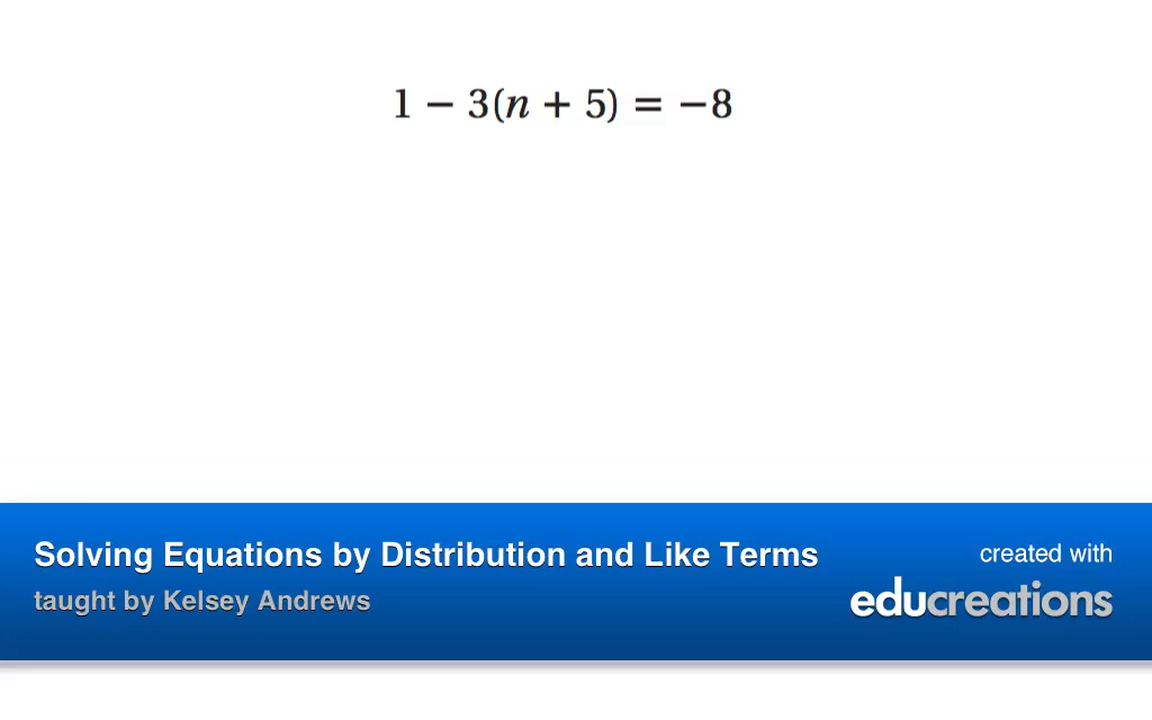 1 − 3(n + 5) = −8
Solving Equations by Distribution and Like Terms
taught by Kelsey Andrews
created with
educreations